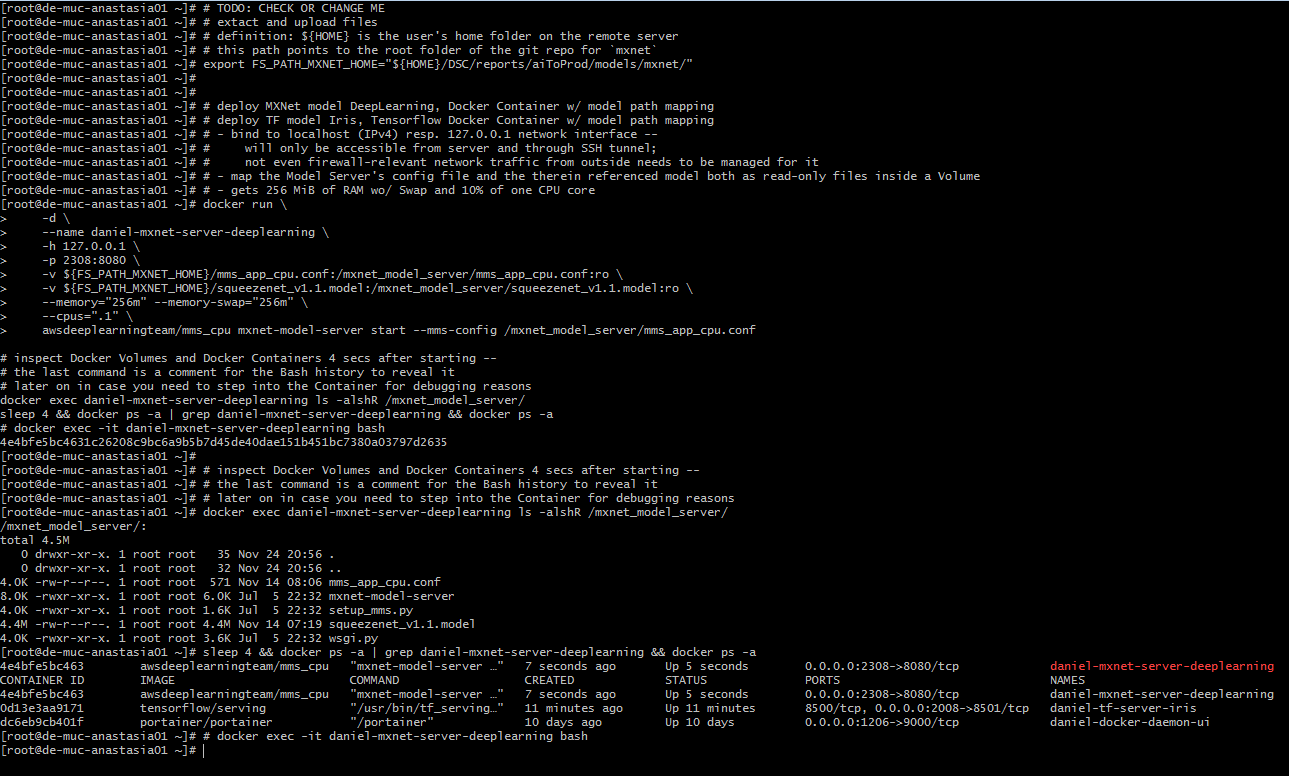 [root@de-muc-anastasia01 ~]# # TODO: CHECK OR CHANGE ME
[root@de-muc-anastasia01 ~]# # extact and upload files
[root@de-muc-anastasia01 ~]# # definition: ${HOME} is the user's home folder on the remote server
[root@de-muc-anastasia01 ~]# # this path points to the root folder of the git repo for `mxnet`
[root@de-muc-anastasia01 ~]# export FS_PATH_MXNET_HOME="${HOME}/DSC/reports/aiToProd/models/mxnet/"
[root@de-muc-anastasia01 ~]#
[root@de-muc-anastasia01 ~]#
[root@de-muc-anastasia01 ~]# # deploy MXNet model DeepLearning, Docker Container w/ model path mapping
[root@de-muc-anastasia01 ~]# # deploy TF model Iris, Tensorflow Docker Container w/ model path mapping
[root@de-muc-anastasia01 ~]# # - bind to localhost (IPv4) resp. 127.0.0.1 network interface --
[root@de-muc-anastasia01 ~]# #     will only be accessible from server and through SSH tunnel;
[root@de-muc-anastasia01 ~]# #     not even firewall-relevant network traffic from outside needs to be managed for it
[root@de-muc-anastasia01 ~]# # - map the Model Server's config file and the therein referenced model both as read-only files inside a Volume
[root@de-muc-anastasia01 ~]# # - gets 256 MiB of RAM wo/ Swap and 10% of one CPU core
[root@de-muc-anastasia01 ~]# docker run \
>     -d \
>     --name daniel-mxnet-server-deeplearning \
>     -h 127.0.0.1 \
>     -p 2308:8080 \
>     -v ${FS_PATH_MXNET_HOME}/mms_app_cpu.conf:/mxnet_model_server/mms_app_cpu.conf:ro \
>     -v ${FS_PATH_MXNET_HOME}/squeezenet_v1.1.model:/mxnet_model_server/squeezenet_v1.1.model:ro \
>     --memory="256m" --memory-swap="256m" \
>     --cpus=".1" \
>     awsdeeplearningteam/mms_cpu mxnet-model-server start --mms-config /mxnet_model_server/mms_app_cpu.conf
# inspect Docker Volumes and Docker Containers 4 secs after starting --
# the last command is a comment for the Bash history to reveal it
# later on in case you need to step into the Container for debugging reasons
docker exec daniel-mxnet-server-deeplearning ls -alshR /mxnet_model_server/
sleep 4 && docker ps -a | grep daniel-mxnet-server-deeplearning && docker ps -a
# docker exec -it daniel-mxnet-server-deeplearning bash
4e4bfe5bc4631c26208c9bc6a9b5b7d45de40dae151b451bc7380a03797d2635
[root@de-muc-anastasia01 ~]#
[root@de-muc-anastasia01 ~]# # inspect Docker Volumes and Docker Containers 4 secs after starting --
[root@de-muc-anastasia01 ~]# # the last command is a comment for the Bash history to reveal it
[root@de-muc-anastasia01 ~]# # later on in case you need to step into the Container for debugging reasons
[root@de-muc-anastasia01 ~]# docker exec daniel-mxnet-server-deeplearning ls -alshR /mxnet_model_server/
/mxnet_model_server/:
total 4.5M
   0 drwxr-xr-x. 1 root root   35 Nov 24 20:56 .
   0 drwxr-xr-x. 1 root root   32 Nov 24 20:56 ..
4.0K -rw-r--r--. 1 root root  571 Nov 14 08:06 mms_app_cpu.conf
8.0K -rwxr-xr-x. 1 root root 6.0K Jul  5 22:32 mxnet-model-server
4.0K -rwxr-xr-x. 1 root root 1.6K Jul  5 22:32 setup_mms.py
4.4M -rw-r--r--. 1 root root 4.4M Nov 14 07:19 squeezenet_v1.1.model
4.0K -rwxr-xr-x. 1 root root 3.6K Jul  5 22:32 wsgi.py
[root@de-muc-anastasia01 ~]# sleep 4 && docker ps -a | grep daniel-mxnet-server-deeplearning && docker ps -a
4e4bfe5bc463        awsdeeplearningteam/mms_cpu   "mxnet-model-server …"   7 seconds ago       Up 5 seconds        0.0.0.0:2308->8080/tcp             daniel-mxnet-server-deeplearning
CONTAINER ID        IMAGE                         COMMAND                  CREATED             STATUS              PORTS                              NAMES
4e4bfe5bc463        awsdeeplearningteam/mms_cpu   "mxnet-model-server …"   7 seconds ago       Up 5 seconds        0.0.0.0:2308->8080/tcp             daniel-mxnet-server-deeplearning
0d13e3aa9171        tensorflow/serving            "/usr/bin/tf_serving…"   11 minutes ago      Up 11 minutes       8500/tcp, 0.0.0.0:2008->8501/tcp   daniel-tf-server-iris
dc6eb9cb401f        portainer/portainer           "/portainer"             10 days ago         Up 10 days          0.0.0.0:1206->9000/tcp             daniel-docker-daemon-ui
[root@de-muc-anastasia01 ~]# # docker exec -it daniel-mxnet-server-deeplearning bash
[root@de-muc-anastasia01 ~]#